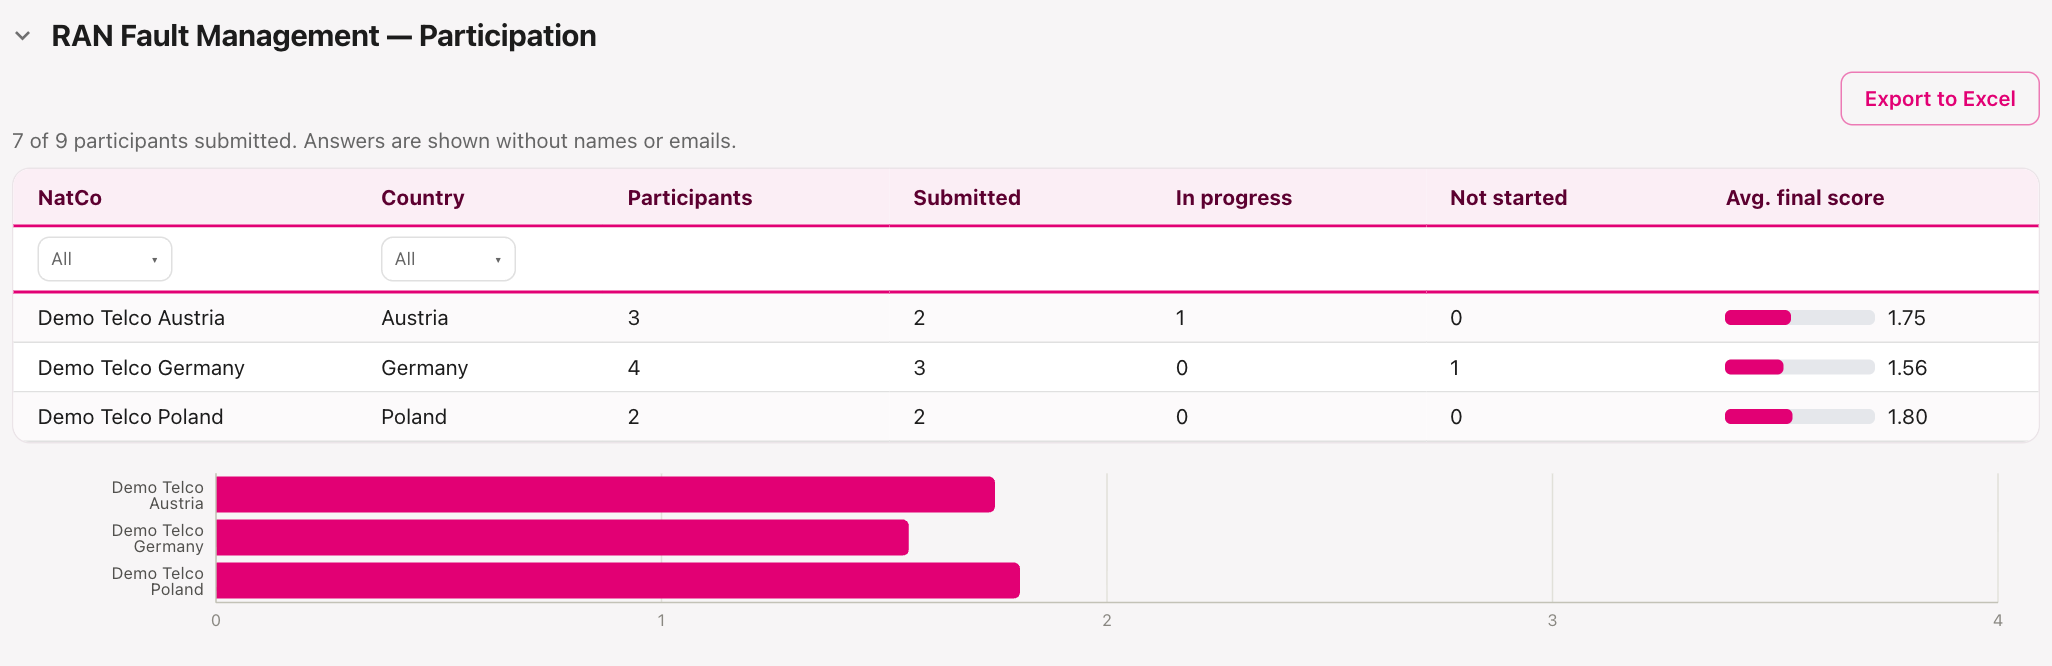 RAN Fault Management — Participation
Export to Excel
7 of 9 participants submitted. Answers are shown without names or emails.
NatCo Country Participants Submitted In progress Not started Avg. final score
All All
Demo Telco Austria Austria 3 2 1 0 1.75
Demo Telco Germany Germany 4 3 0 1 1.56
Demo Telco Poland Poland 2 2 0 0 1.80
Demo Telco
Austria
Demo Telco
Germany
Demo Telco
Poland
0 1 2 3 4